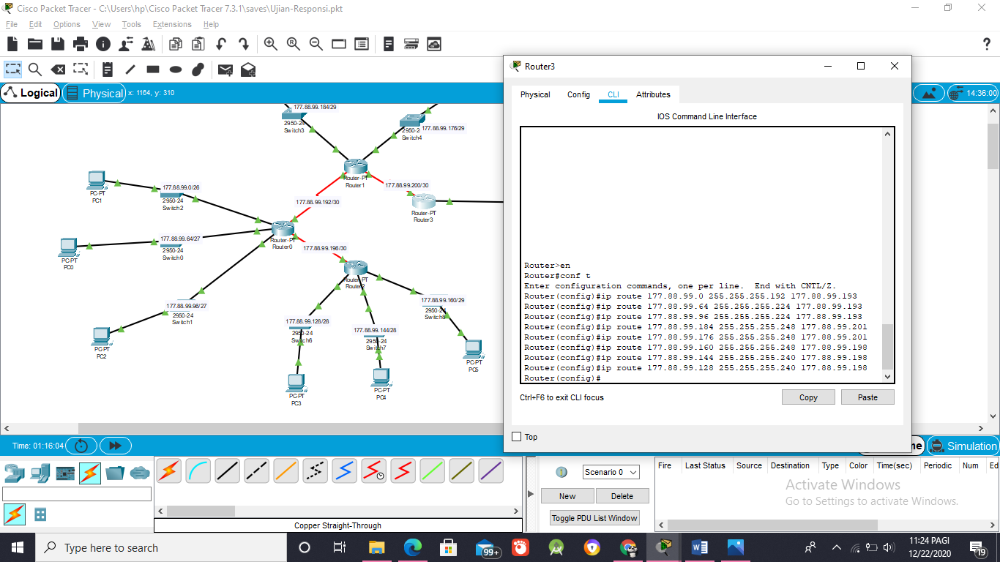 Cisco Packet Tracer - C:\Users\hp\Cisco Packet Tracer 7.3.1\saves\Ujian-Responsi.pkt
File Edit Options View Tools Extensions Help
Logical Physical x: 1164, y: 310
14:36:00
177.88.99.184/29
2950-24
Switch3
2950-2
177.88.99.176/29
Switch4
Router-PT
Router1
177.88.99.200/30
Router-PT
Router3
177.88.99.192/30
PC-PT
PC1
177.88.99.0/26
2950-24
Switch2
Router-PT
Router0
PC-PT
PC0
177.88.99.64/27
2950-24
Switch0
177.88.99.196/30
Router-PT
Router2
177.88.99.96/27
2950-24
Switch1
PC-PT
PC2
177.88.99.128/28
2950-24
Switch6
177.88.99.144/28
2950-24
Switch7
177.88.99.160/29
2950-24
PC-PT
PC3
PC-PT
PC4
PC-PT
PC5
Router3
Physical Config CLI Attributes
IOS Command Line Interface
Router>en
Router#conf t
Enter configuration commands, one per line. End with CNTL/Z.
Router(config)#ip route 177.88.99.0 255.255.255.192 177.88.99.193
Router(config)#ip route 177.88.99.64 255.255.255.224 177.88.99.193
Router(config)#ip route 177.88.99.96 255.255.255.224 177.88.99.193
Router(config)#ip route 177.88.99.184 255.255.255.248 177.88.99.201
Router(config)#ip route 177.88.99.176 255.255.255.248 177.88.99.201
Router(config)#ip route 177.88.99.160 255.255.255.248 177.88.99.198
Router(config)#ip route 177.88.99.144 255.255.255.240 177.88.99.198
Router(config)#ip route 177.88.99.128 255.255.255.240 177.88.99.198
Router(config)#
Ctrl+F6 to exit CLI focus
Copy Paste
Top
Time: 01:16:04
me Simulation
Scenario 0
New Delete
Toggle PDU List Window
Fire Last Status Source Destination Type Color Time(sec) Periodic Num Ed
Activate Windows
Go to Settings to activate Windows.
Copper Straight-Through
Type here to search
99+
11:24 PAGI
12/22/2020
19